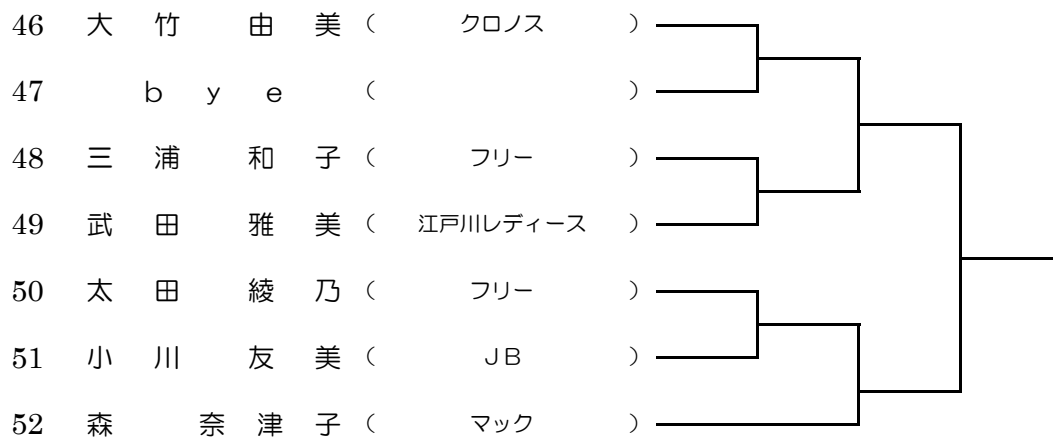 46 大 竹 由 美 ( クロノス )
47 b y e ( )
48 三 浦 和 子 ( フリー )
49 武 田 雅 美 ( 江戸川レディース )
50 太 田 綾 乃 ( フリー )
51 小 川 友 美 ( JB )
52 森 奈 津 子 ( マック )